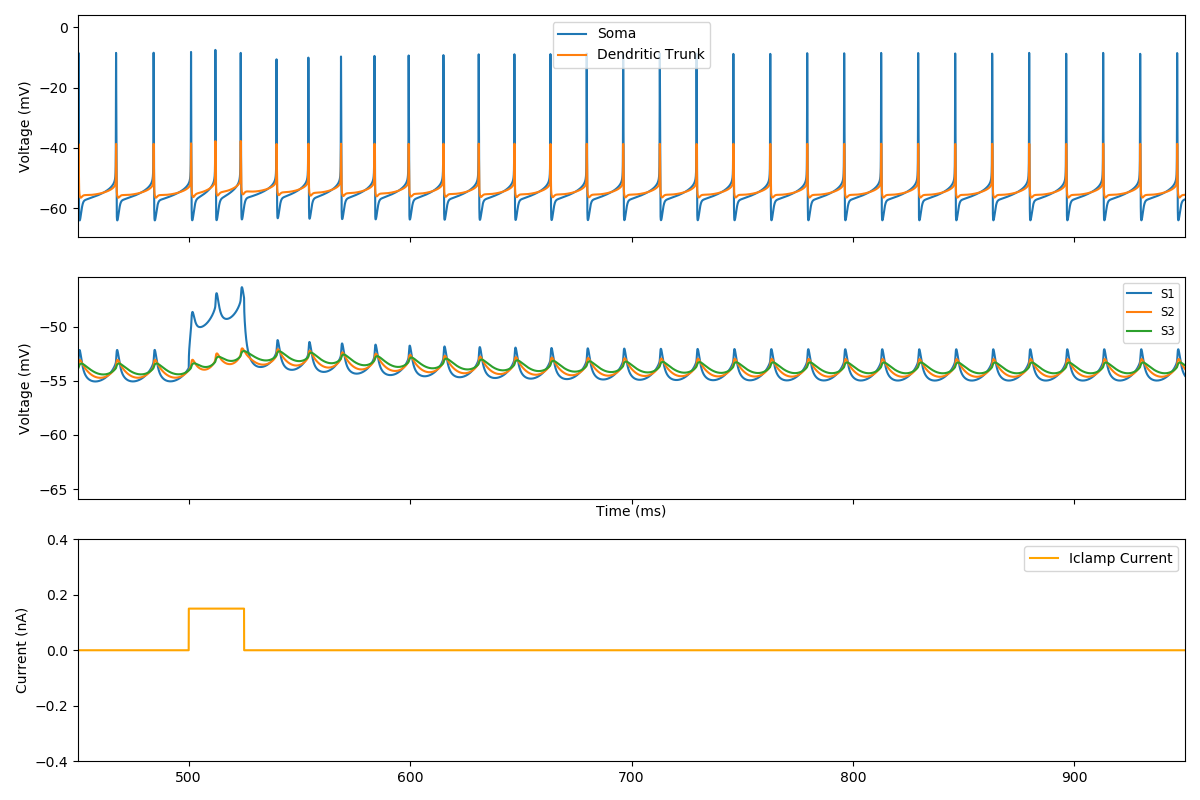 0
−20
−40
−60
Voltage (mV)
Soma
Dendritic Trunk
−50
−55
−60
−65
Voltage (mV)
S1
S2
S3
Time (ms)
0.4
0.2
0.0
−0.2
−0.4
Current (nA)
Iclamp Current
500 600 700 800 900